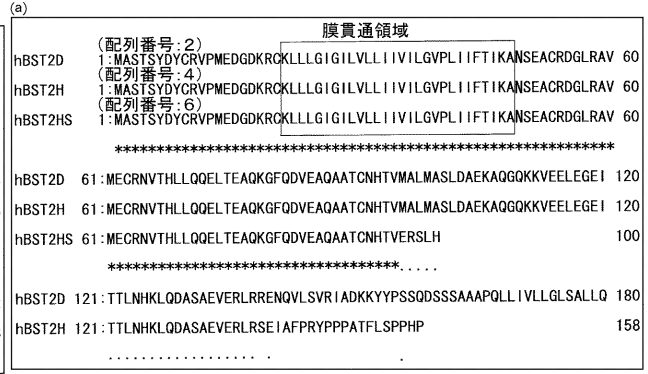 (a)
膜貫通領域
(配列番号:2)
hBST2D 1:MASTSYDYCRVPMEDGDKRCKLLLGIGILVLLIIVILGVPLIIFTIKANSEACRDGLRAV 60
(配列番号:4)
hBST2H 1:MASTSYDYCRVPMEDGDKRCKLLLGIGILVLLIIVILGVPLIIFTIKANSEACRDGLRAV 60
(配列番号:6)
hBST2HS 1:MASTSYDYCRVPMEDGDKRCKLLLGIGILVLLIIVILGVPLIIFTIKANSEACRDGLRAV 60
************************************************************
hBST2D 61:MECRNVTHLLQQELTEAQKGFQDVEAQAATCNHTVMALMASLDAEKAQGQKKVEELEGEI 120
hBST2H 61:MECRNVTHLLQQELTEAQKGFQDVEAQAATCNHTVMALMASLDAEKAQGQKKVEELEGEI 120
hBST2HS 61:MECRNVTHLLQQELTEAQKGFQDVEAQAATCNHTVERSLH 100
***********************************.....
hBST2D 121:TTLNHKLQDASAEVERLRRENQVLSVRIADKKYYPSSQDSSSAAAPQLLIVLLGLSALLQ 180
hBST2H 121:TTLNHKLQDASAEVERLRSEIAFPRYPPPATFLSPPHP 158
.................. . .